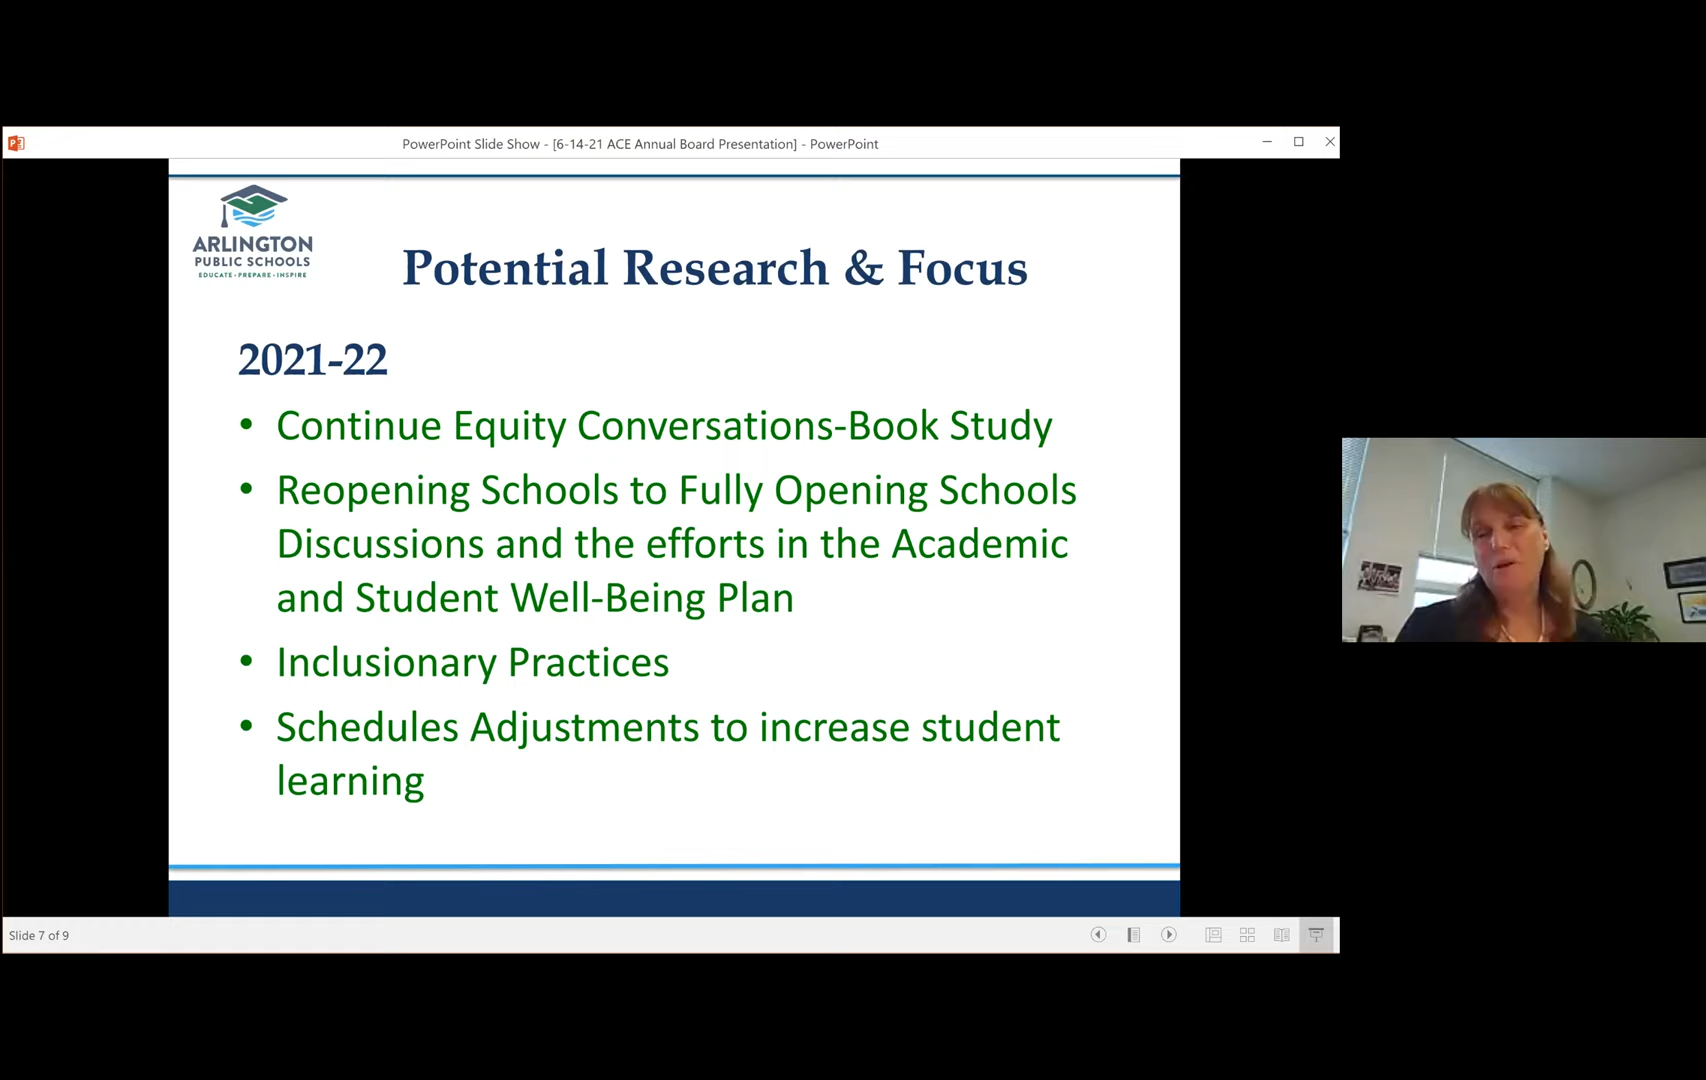 PowerPoint Slide Show - [6-14-21 ACE Annual Board Presentation] - PowerPoint
ARLINGTON
PUBLIC SCHOOLS
EDUCATE • PREPARE • INSPIRE
Potential Research & Focus
2021-22
• Continue Equity Conversations-Book Study
• Reopening Schools to Fully Opening Schools
Discussions and the efforts in the Academic
and Student Well-Being Plan
• Inclusionary Practices
• Schedules Adjustments to increase student
learning
Slide 7 of 9